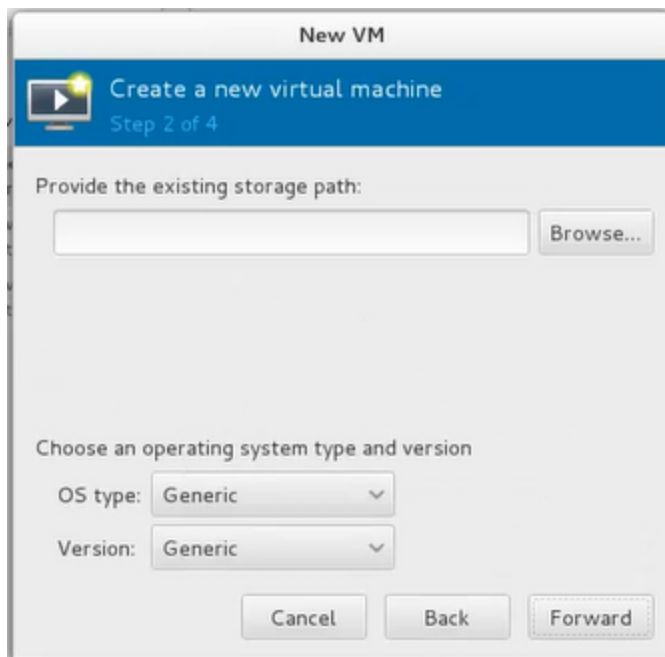 New VM
Create a new virtual machine
Step 2 of 4
Provide the existing storage path:
Browse...
Choose an operating system type and version
OS type: Generic
Version: Generic
Cancel Back Forward